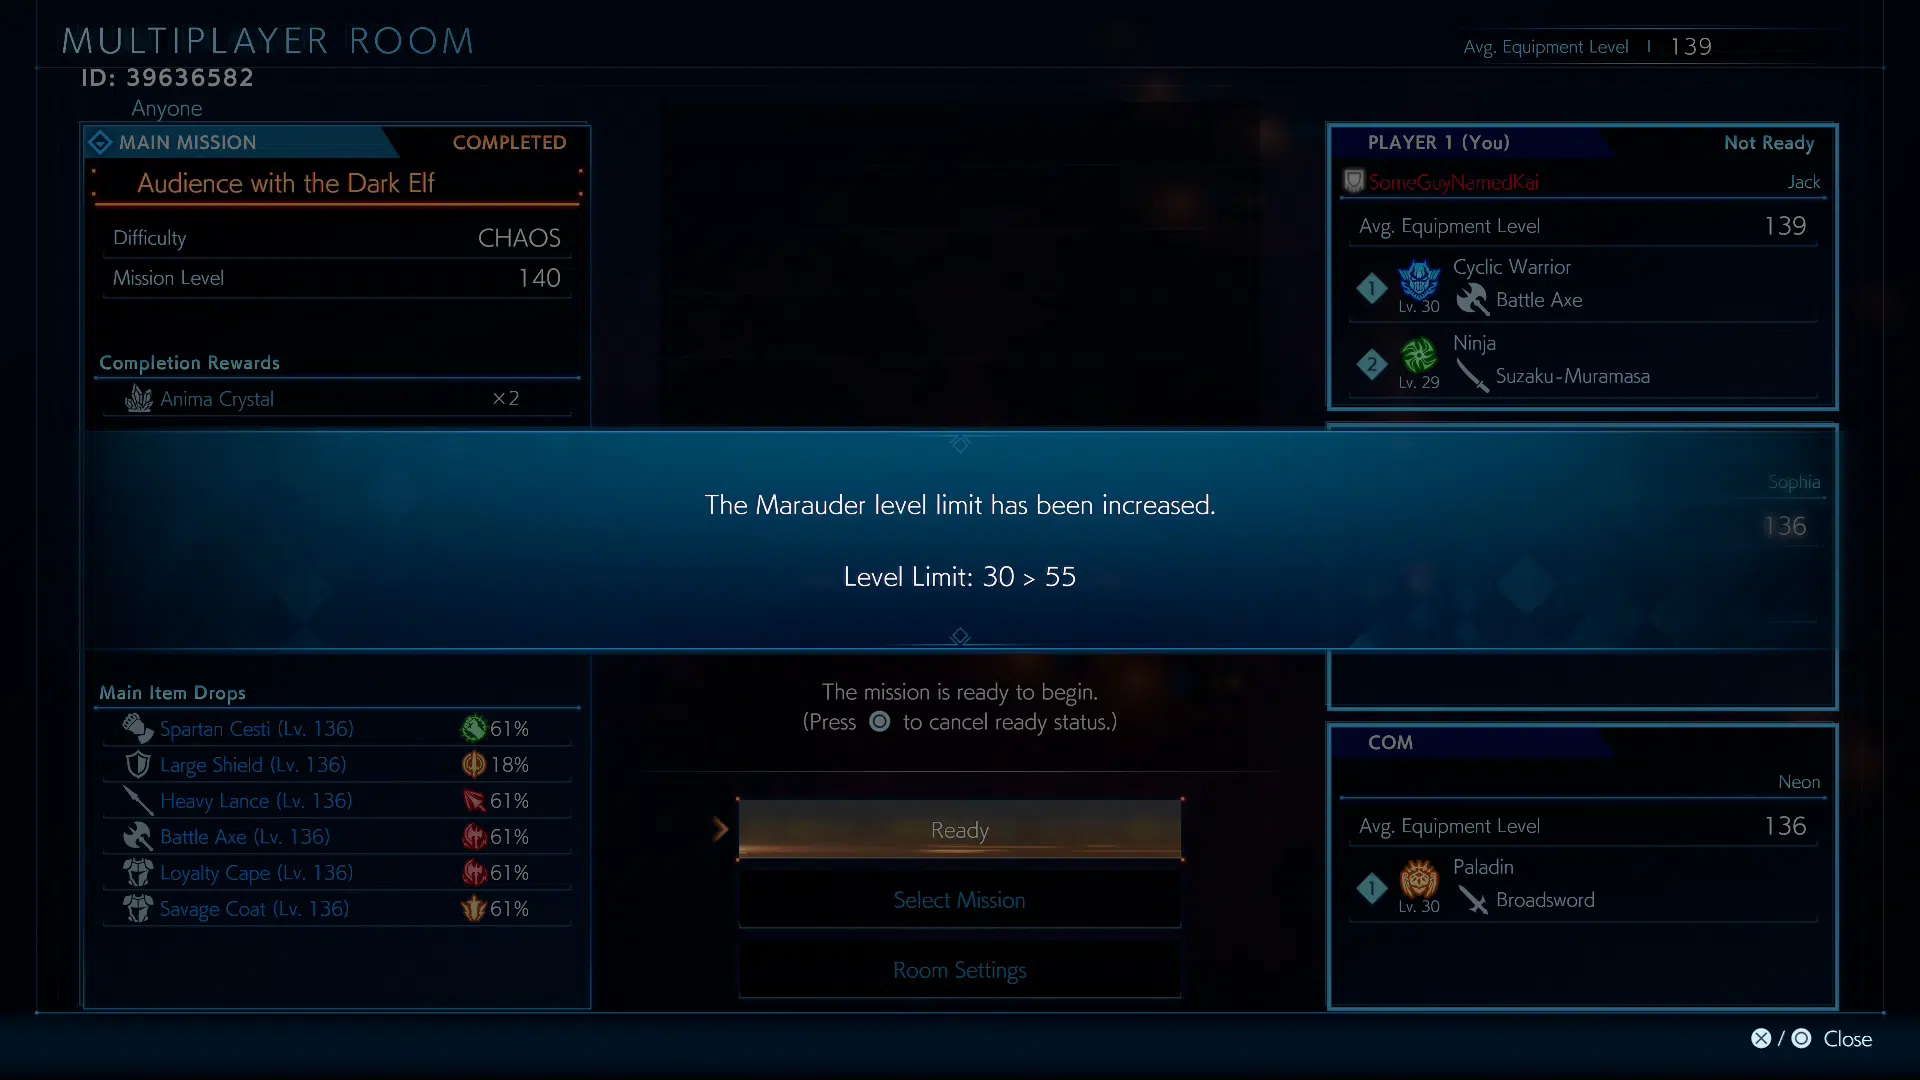 MULTIPLAYER ROOM
Avg. Equipment Level | 139
ID: 39636582
Anyone
MAIN MISSION COMPLETED
Audience with the Dark Elf
Difficulty CHAOS
Mission Level 140
Completion Rewards
Anima Crystal ×2
PLAYER 1 (You) Not Ready
SomeGuyNamedKai Jack
Avg. Equipment Level 139
1 Lv. 30 Cyclic Warrior
Battle Axe
2 Lv. 29 Ninja
Suzaku-Muramasa
The Marauder level limit has been increased.
Level Limit: 30 > 55
Sophia
136
Main Item Drops
Spartan Cesti (Lv. 136) 61%
Large Shield (Lv. 136) 18%
Heavy Lance (Lv. 136) 61%
Battle Axe (Lv. 136) 61%
Loyalty Cape (Lv. 136) 61%
Savage Coat (Lv. 136) 61%
The mission is ready to begin.
(Press to cancel ready status.)
Ready
Select Mission
Room Settings
COM
Neon
Avg. Equipment Level 136
1 Lv. 30 Paladin
Broadsword
/ Close